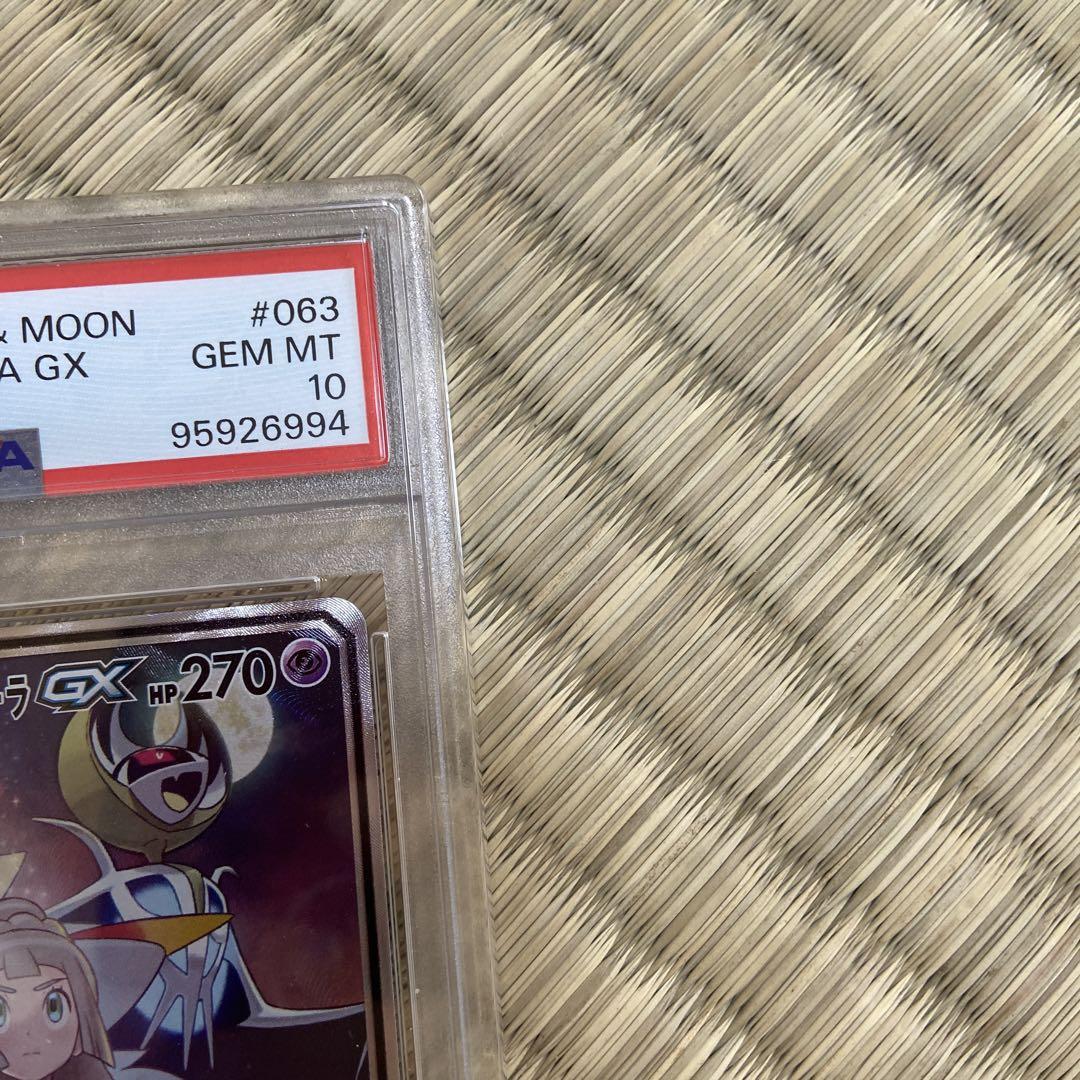 & MOON #063
A GX GEM MT
10
95926994
A
ラ GX HP 270